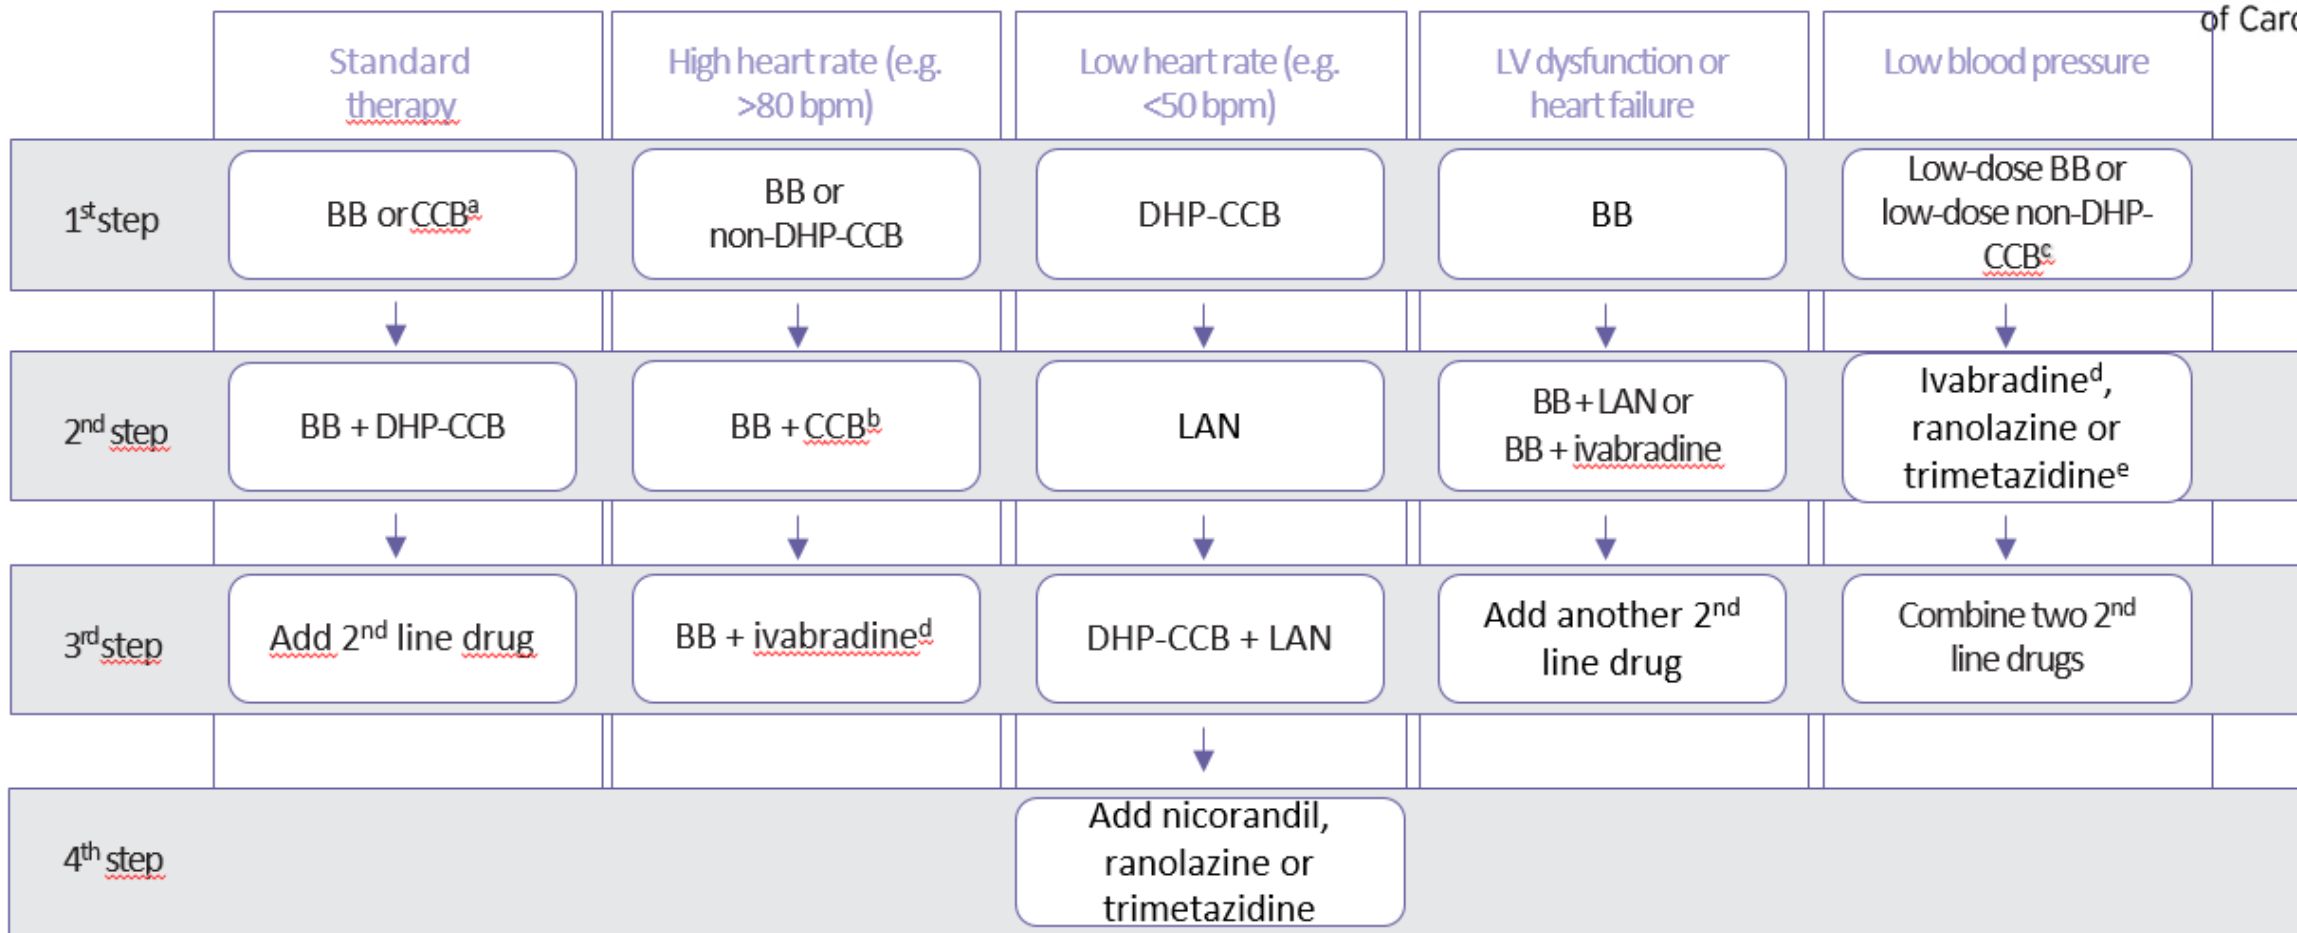 of Card
Standard
therapy
High heart rate (e.g.
>80 bpm)
Low heart rate (e.g.
<50 bpm)
LV dysfunction or
heart failure
Low blood pressure
1st step
BB or CCBa
BB or
non-DHP-CCB
DHP-CCB
BB
Low-dose BB or
low-dose non-DHP-
CCBc
2nd step
BB + DHP-CCB
BB + CCBb
LAN
BB + LAN or
BB + ivabradine
Ivabradined,
ranolazine or
trimetazidinee
3rd step
Add 2nd line drug
BB + ivabradined
DHP-CCB + LAN
Add another 2nd
line drug
Combine two 2nd
line drugs
4th step
Add nicorandil,
ranolazine or
trimetazidine